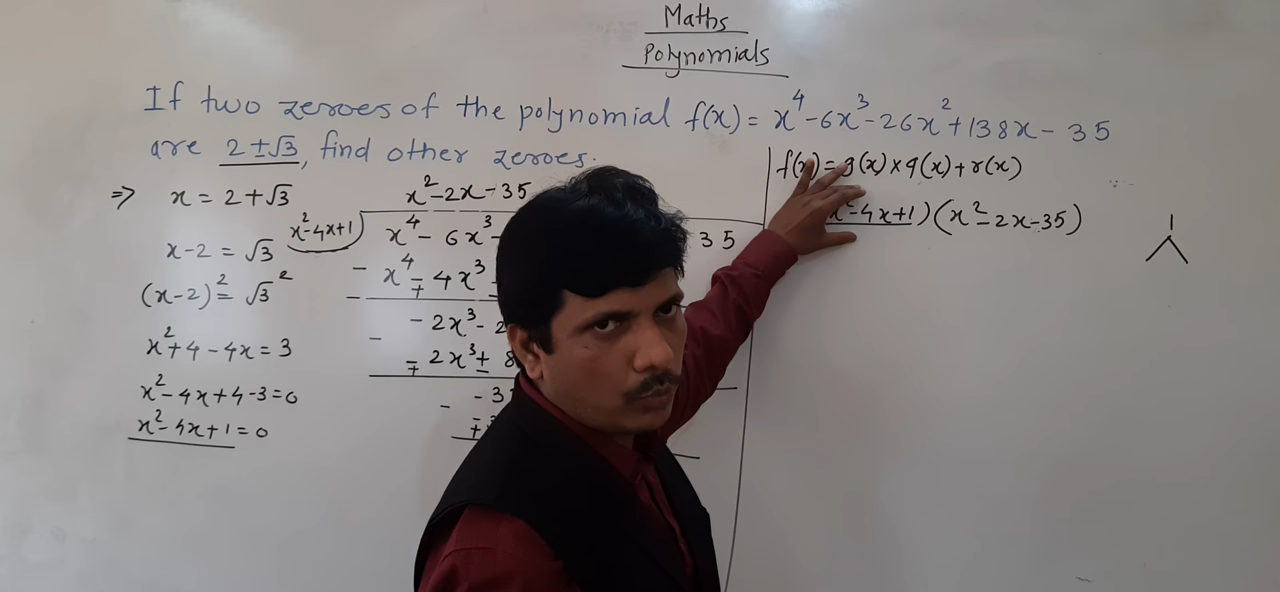 Maths
Polynomials
If two zeroes of the polynomial f(x) = x⁴-6x³-26x²+138x-35
are 2±√3, find other zeroes.
⇒ x = 2+√3
x-2 = √3
(x-2)² = √3²
x²+4-4x=3
x²-4x+4-3=0
x²-4x+1=0
x²-2x-35
x²-4x+1
x⁴- 6x³- 35
- x⁴ ∓ 4x³
- 2x³-
- ∓ 2x³ ± 8
- 3
-
f(x) = g(x) × q(x) + r(x)
x²-4x+1) (x²-2x-35)